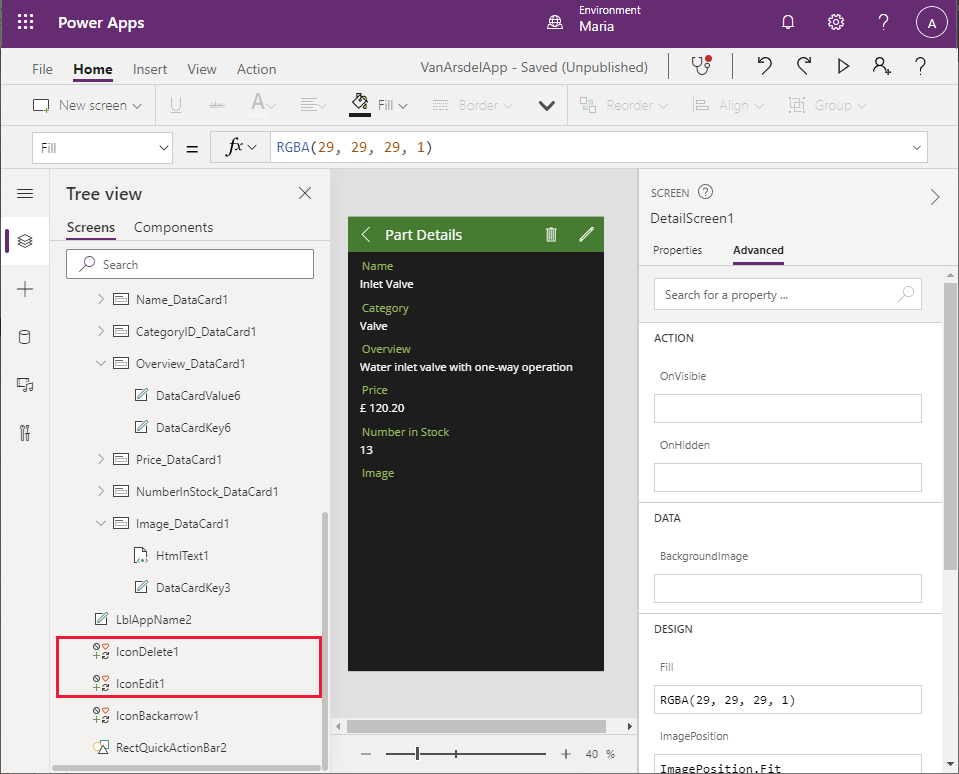 Environment
Power Apps
Maria
A
File Home Insert View Action
VanArsdelApp - Saved (Unpublished)
New screen
abc
A
Fill
Border
Reorder
Align
Group
Fill
=
fx
RGBA(29, 29, 29, 1)
Tree view
Screens Components
Search
Name_DataCard1
CategoryID_DataCard1
Overview_DataCard1
DataCardValue6
DataCardKey6
Price_DataCard1
NumberInStock_DataCard1
Image_DataCard1
HtmlText1
DataCardKey3
LblAppName2
IconDelete1
IconEdit1
IconBackarrow1
RectQuickActionBar2
Part Details
Name
Inlet Valve
Category
Valve
Overview
Water inlet valve with one-way operation
Price
£ 120.20
Number in Stock
13
Image
40 %
SCREEN
DetailScreen1
Properties Advanced
Search for a property ...
ACTION
OnVisible
OnHidden
DATA
BackgroundImage
DESIGN
Fill
RGBA(29, 29, 29, 1)
ImagePosition
ImagePosition.Fit